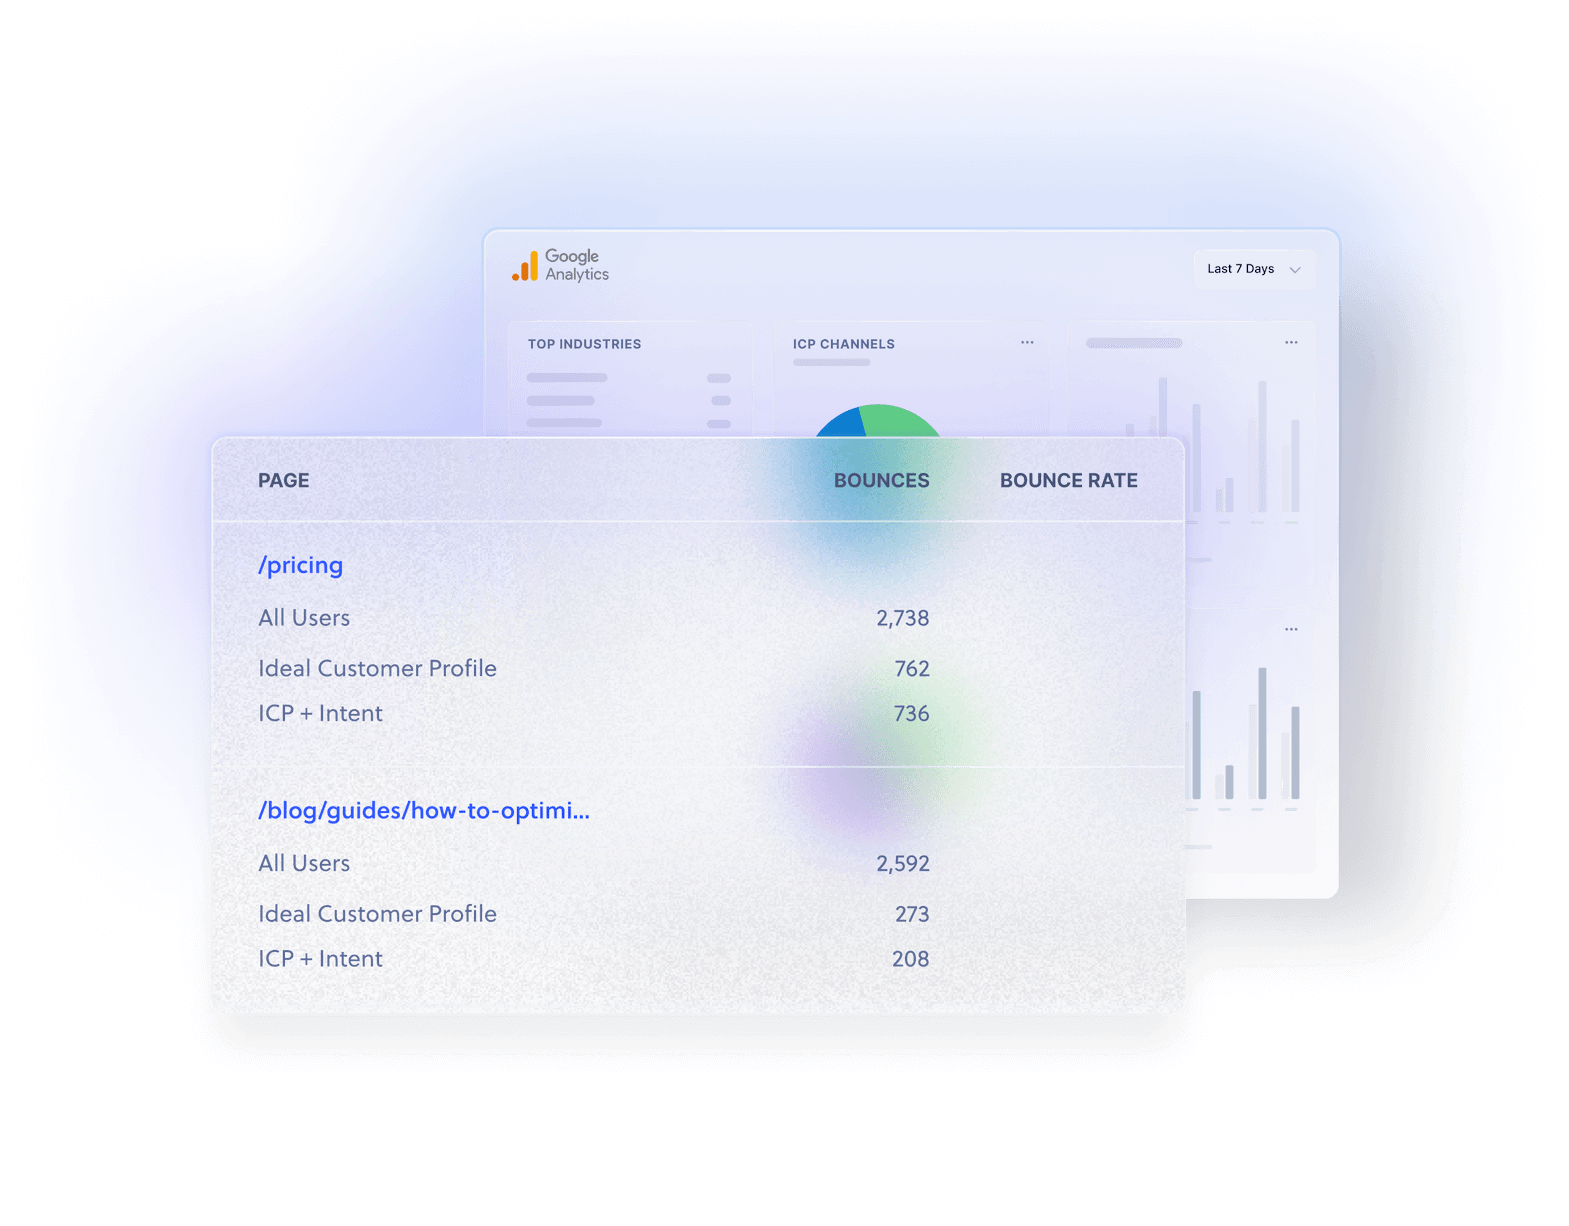 Google
Analytics
Last 7 Days
TOP INDUSTRIES
ICP CHANNELS
PAGE BOUNCES BOUNCE RATE
/pricing
All Users 2,738
Ideal Customer Profile 762
ICP + Intent 736
/blog/guides/how-to-optimi...
All Users 2,592
Ideal Customer Profile 273
ICP + Intent 208